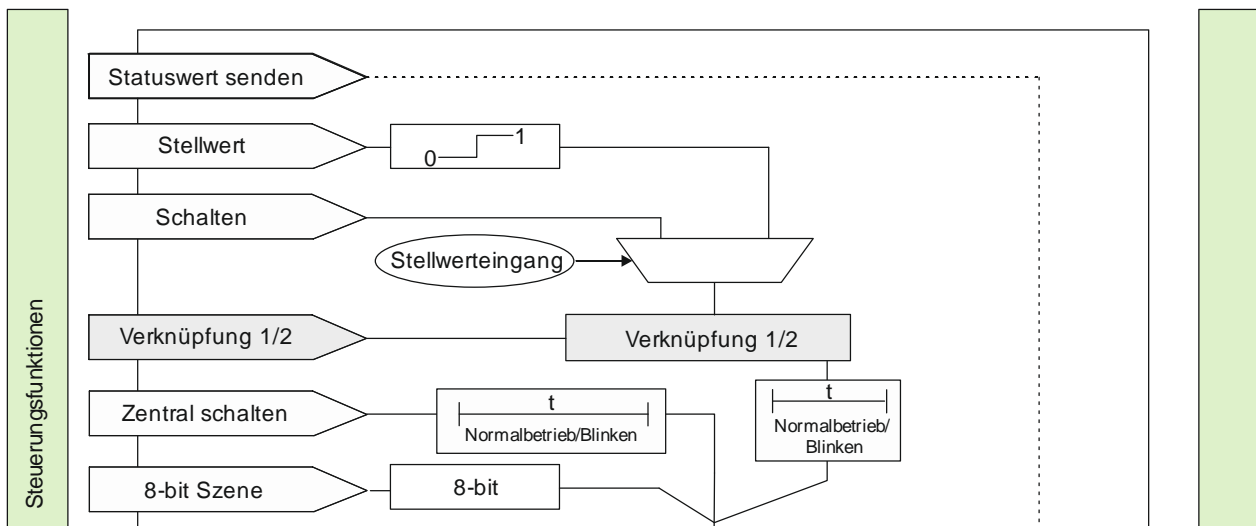 Steuerungsfunktionen
Statuswert senden
Stellwert
0
1
Schalten
Stellwerteingang
Verknüpfung 1/2
Verknüpfung 1/2
Zentral schalten
t
Normalbetrieb/Blinken
t
Normalbetrieb/
Blinken
8-bit Szene
8-bit